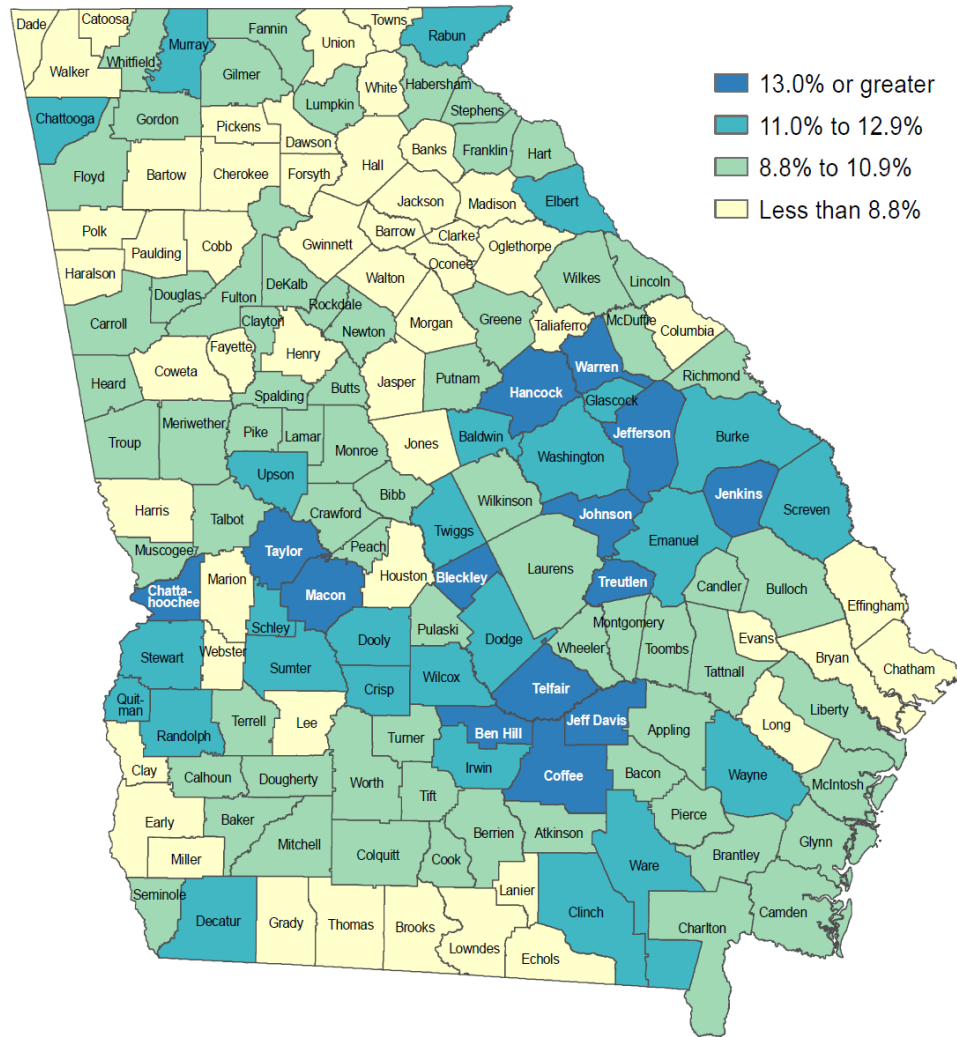 Dade
Catoosa
Fannin
Towns
Union
Rabun
Murray
Whitfield
Walker
Gilmer
White
Habersham
Lumpkin
Stephens
Chattooga
Gordon
Pickens
Dawson
Banks
Franklin
Hart
Floyd
Bartow
Cherokee
Forsyth
Hall
Jackson
Madison
Elbert
13.0% or greater
11.0% to 12.9%
8.8% to 10.9%
Less than 8.8%
Polk
Paulding
Cobb
Gwinnett
Barrow
Clarke
Oglethorpe
Oconee
Haralson
Walton
Wilkes
Lincoln
Douglas
Fulton
DeKalb
Rockdale
Carroll
Clayton
Newton
Morgan
Greene
Taliaferro
McDuffie
Columbia
Fayette
Henry
Coweta
Warren
Heard
Spalding
Butts
Jasper
Putnam
Hancock
Richmond
Glascock
Troup
Meriwether
Pike
Lamar
Monroe
Jones
Baldwin
Jefferson
Burke
Washington
Upson
Harris
Talbot
Crawford
Bibb
Wilkinson
Jenkins
Screven
Johnson
Twiggs
Muscogee
Taylor
Peach
Emanuel
Chatta-
hoochee
Marion
Macon
Houston
Bleckley
Laurens
Treutlen
Candler
Bulloch
Effingham
Schley
Dooly
Pulaski
Dodge
Montgomery
Wheeler
Toombs
Evans
Stewart
Webster
Sumter
Tattnall
Bryan
Chatham
Crisp
Wilcox
Telfair
Quit-
man
Randolph
Terrell
Lee
Ben Hill
Jeff Davis
Appling
Long
Liberty
Turner
Irwin
Coffee
Wayne
Clay
Calhoun
Dougherty
Worth
Tift
Bacon
McIntosh
Early
Baker
Mitchell
Berrien
Atkinson
Pierce
Miller
Colquitt
Cook
Ware
Brantley
Glynn
Seminole
Decatur
Grady
Thomas
Brooks
Lanier
Lowndes
Clinch
Charlton
Camden
Echols